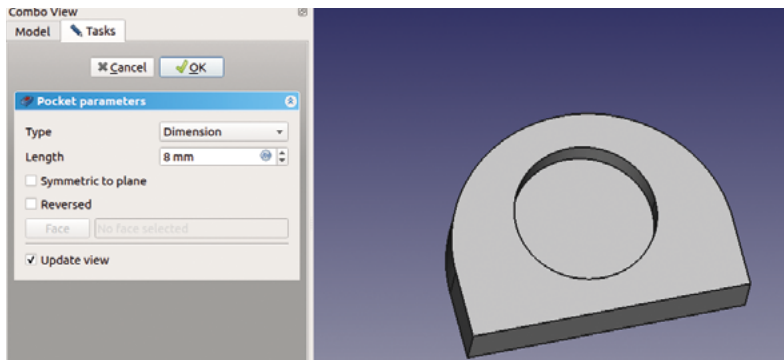 Combo View
Model Tasks
Cancel OK
Pocket parameters
Type Dimension
Length 8 mm
Symmetric to plane
Reversed
Face No face selected
Update view